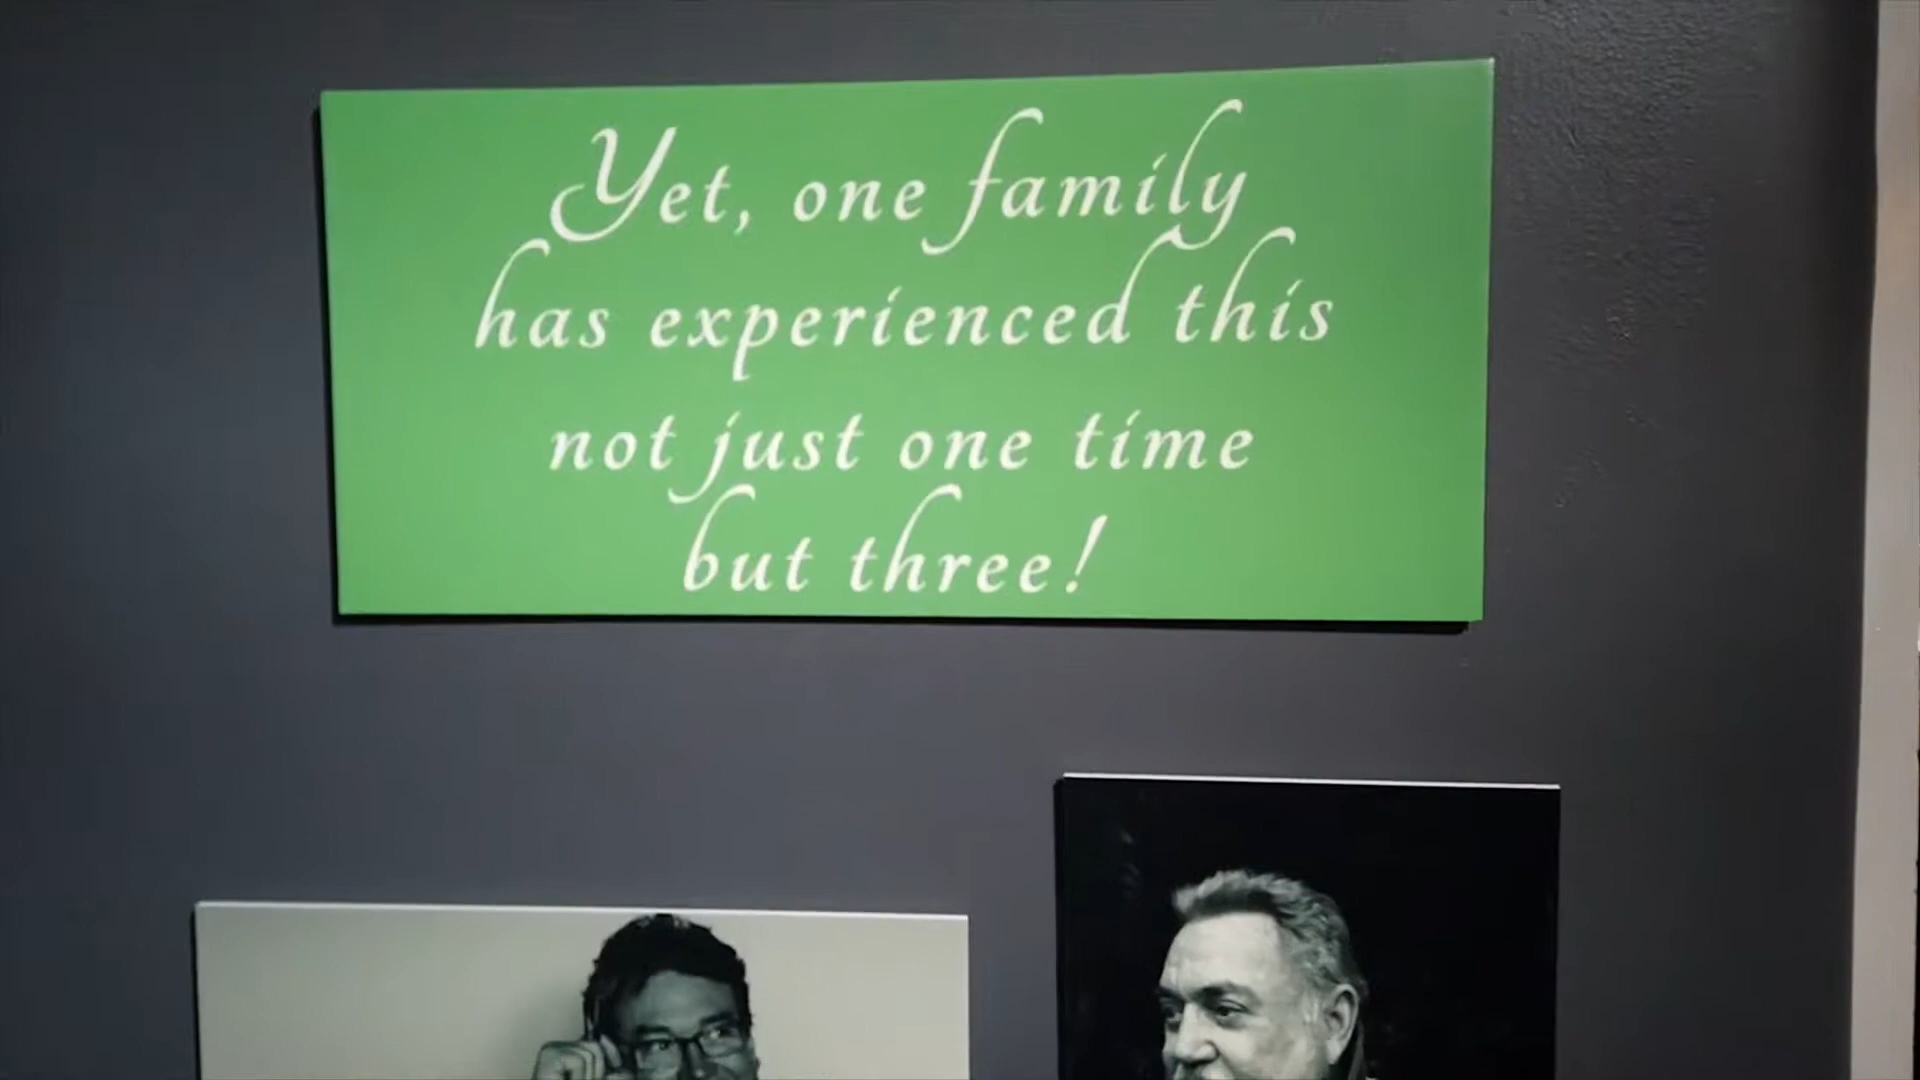 Yet, one family
has experienced this
not just one time
but three!